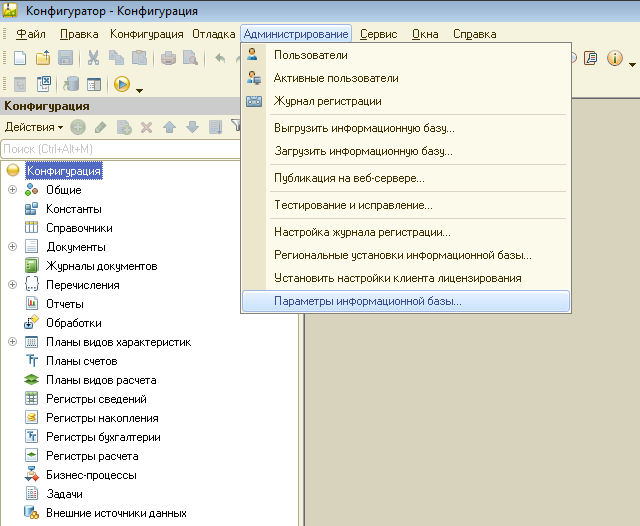 Конфигуратор - Конфигурация
Файл Правка Конфигурация Отладка Администрирование Сервис Окна Справка
Пользователи
Активные пользователи
Журнал регистрации
Выгрузить информационную базу...
Загрузить информационную базу...
Публикация на веб-сервере...
Тестирование и исправление...
Настройка журнала регистрации...
Региональные установки информационной базы...
Установить настройки клиента лицензирования
Параметры информационной базы...
Конфигурация
Действия
Поиск (Ctrl+Alt+M)
Конфигурация
Общие
Константы
Справочники
Документы
Журналы документов
Перечисления
Отчеты
Обработки
Планы видов характеристик
Планы счетов
Планы видов расчета
Регистры сведений
Регистры накопления
Регистры бухгалтерии
Регистры расчета
Бизнес-процессы
Задачи
Внешние источники данных